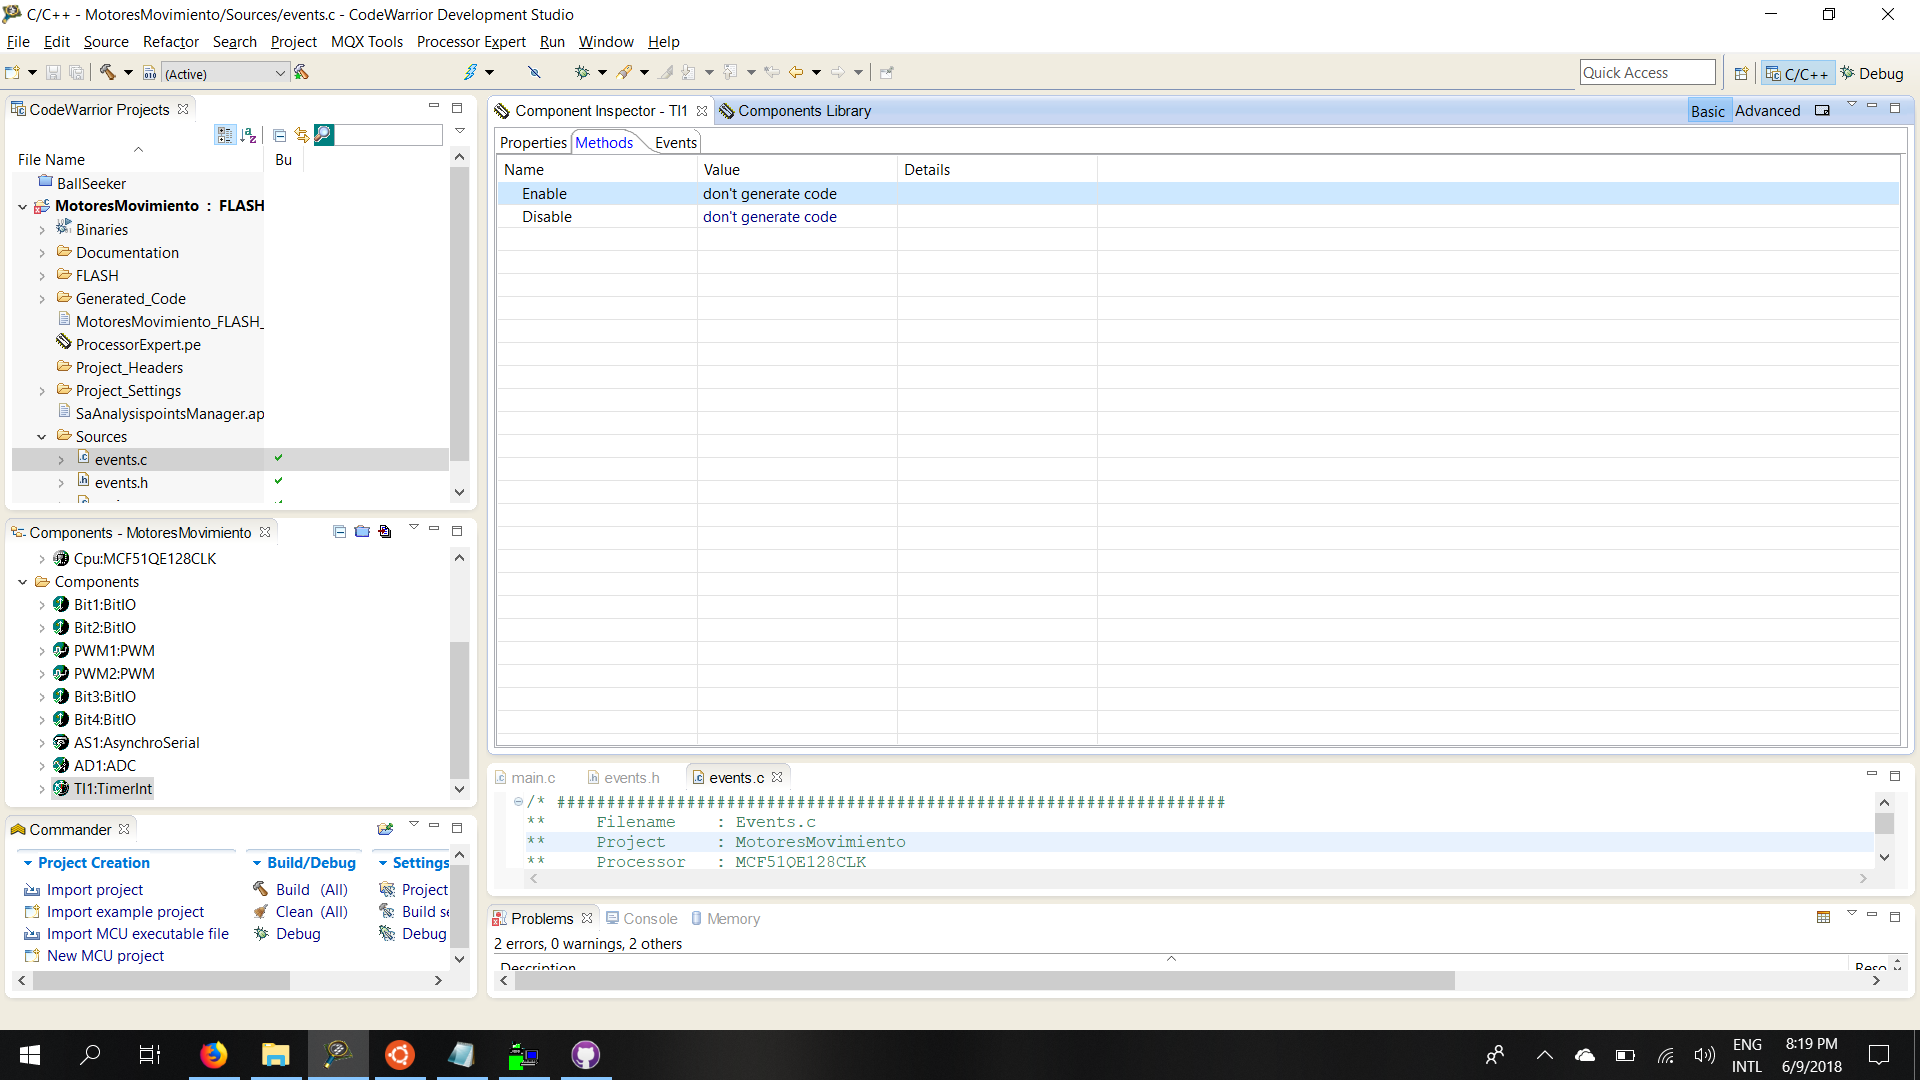 C/C++ - MotoresMovimiento/Sources/events.c - CodeWarrior Development Studio
File Edit Source Refactor Search Project MQX Tools Processor Expert Run Window Help
(Active)
Quick Access
C/C++
Debug
CodeWarrior Projects
File Name
Bu
BallSeeker
MotoresMovimiento : FLASH
Binaries
Documentation
FLASH
Generated_Code
MotoresMovimiento_FLASH_
ProcessorExpert.pe
Project_Headers
Project_Settings
SaAnalysispointsManager.ap
Sources
events.c
events.h
Components - MotoresMovimiento
Cpu:MCF51QE128CLK
Components
Bit1:BitIO
Bit2:BitIO
PWM1:PWM
PWM2:PWM
Bit3:BitIO
Bit4:BitIO
AS1:AsynchroSerial
AD1:ADC
TI1:TimerInt
Commander
Project Creation
Import project
Import example project
Import MCU executable file
New MCU project
Build/Debug
Build (All)
Clean (All)
Debug
Settings
Project
Build se
Debug
Component Inspector - TI1
Components Library
Basic Advanced
Properties Methods Events
Name Value Details
Enable don't generate code
Disable don't generate code
main.c events.h events.c
/* ###################################################################
** Filename : Events.c
** Project : MotoresMovimiento
** Processor : MCF51QE128CLK
Problems Console Memory
2 errors, 0 warnings, 2 others
Description Reso
ENG
INTL
8:19 PM
6/9/2018